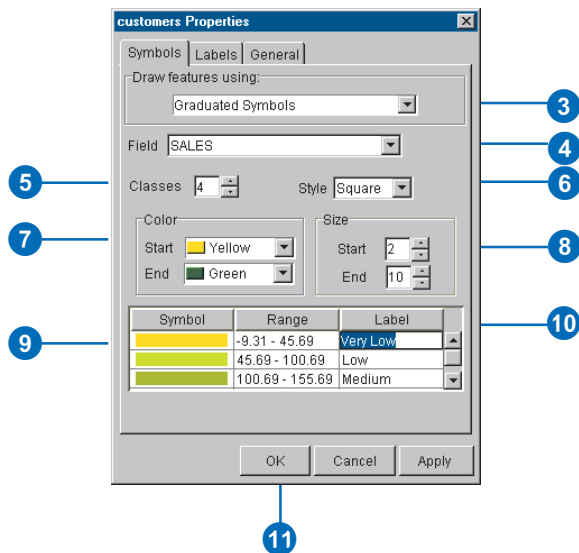 customers Properties
Symbols Labels General
Draw features using:
Graduated Symbols
3
Field SALES
4
5
Classes 4 Style Square
6
7
Color Size
Start Yellow Start 2
8
End Green End 10
Symbol Range Label
10
9
-9.31 - 45.69 Very Low
45.69 - 100.69 Low
100.69 - 155.69 Medium
OK Cancel Apply
11